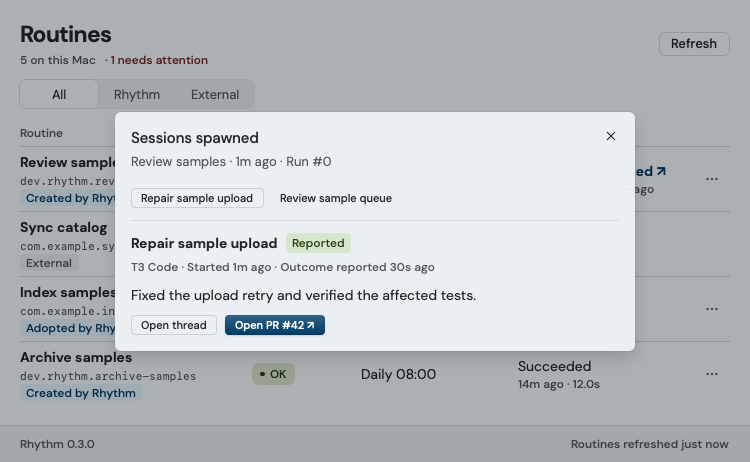 Routines
5 on this Mac · 1 needs attention
Refresh
All Rhythm External
Routine
Sessions spawned
Review samples · 1m ago · Run #0
Repair sample upload Review sample queue
Repair sample upload Reported
T3 Code · Started 1m ago · Outcome reported 30s ago
Fixed the upload retry and verified the affected tests.
Open thread Open PR #42 ↗
Review
dev.rhythm.rev
Created by
ago
Sync catalog
com.example.sy
External
Index samples
com.example.in
Adopted by
Archive samples
dev.rhythm.archive-samples
Created by Rhythm
OK
Daily 08:00
Succeeded
14m ago · 12.0s
Rhythm 0.3.0
Routines refreshed just now